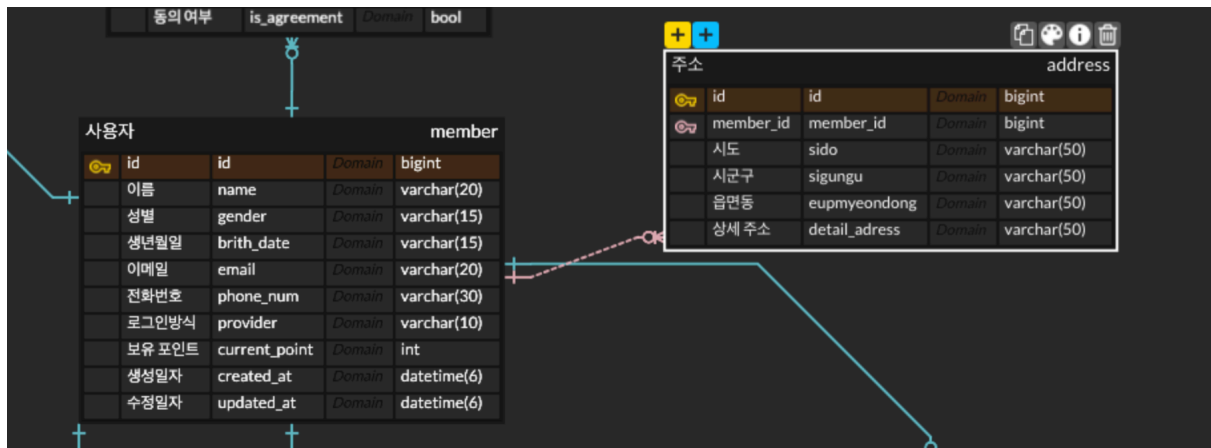 동의 여부 is_agreement Domain bool
+ +
주소 address
id id Domain bigint
member_id member_id Domain bigint
시도 sido Domain varchar(50)
시군구 sigungu Domain varchar(50)
읍면동 eupmyeondong Domain varchar(50)
상세 주소 detail_adress Domain varchar(50)
사용자 member
id id Domain bigint
이름 name Domain varchar(20)
성별 gender Domain varchar(15)
생년월일 brith_date Domain varchar(15)
이메일 email Domain varchar(20)
전화번호 phone_num Domain varchar(30)
로그인방식 provider Domain varchar(10)
보유 포인트 current_point Domain int
생성일자 created_at Domain datetime(6)
수정일자 updated_at Domain datetime(6)